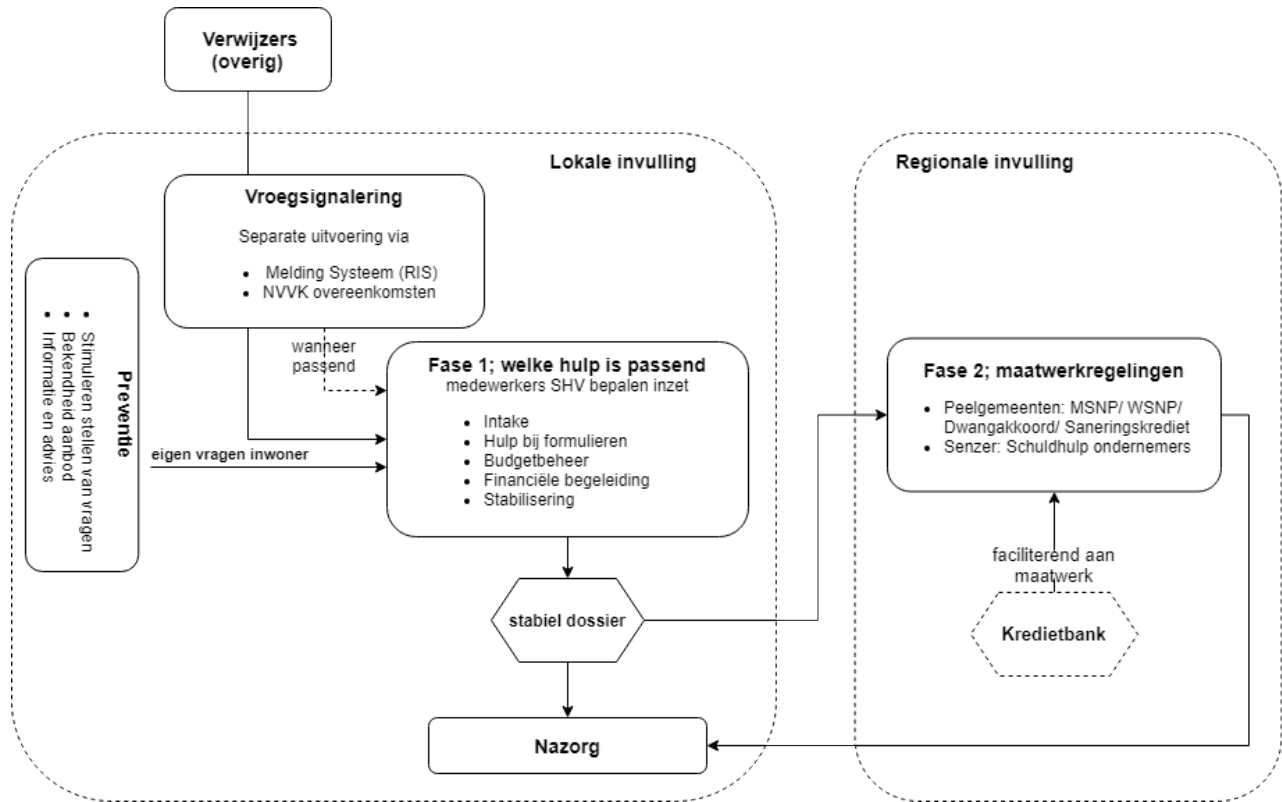 Verwijzers
(overig)
Lokale invulling
Regionale invulling
Vroegsignalering
Separate uitvoering via
• Melding Systeem (RIS)
• NVVK overeenkomsten
Preventie
• Stimuleren stellen van vragen
• Bekendheid aanbod
• Informatie en advies
wanneer
passend
eigen vragen inwoner
Fase 1; welke hulp is passend
medewerkers SHV bepalen inzet
• Intake
• Hulp bij formulieren
• Budgetbeheer
• Financiële begeleiding
• Stabilisering
Fase 2; maatwerkregelingen
• Peelgemeenten: MSNP/ WSNP/
Dwangakkoord/ Saneringskrediet
• Senzer: Schuldhulp ondernemers
faciliterend aan
maatwerk
stabiel dossier
Kredietbank
Nazorg